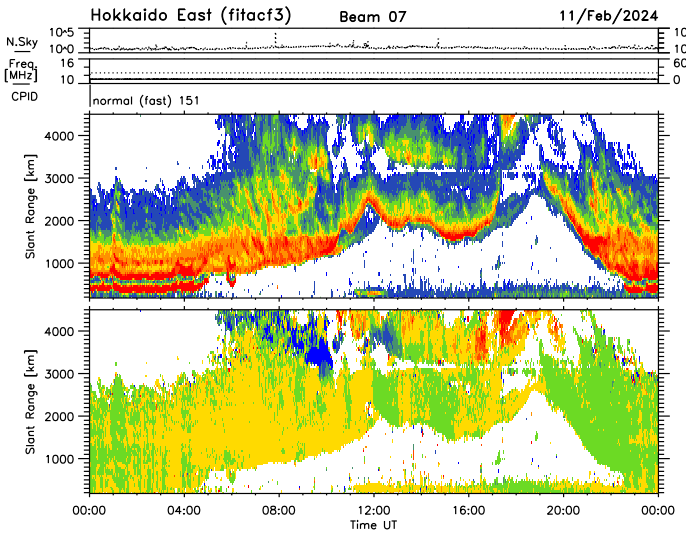 Hokkaido East (fitacf3) Beam 07 11/Feb/2024
N.Sky 10^5 10^0 10 10
Freq. [MHz] 16 10 60 0
CPID normal (fast) 151
Slant Range [km] 4000 3000 2000 1000
Slant Range [km] 4000 3000 2000 1000
00:00 04:00 08:00 12:00 16:00 20:00 00:00
Time UT